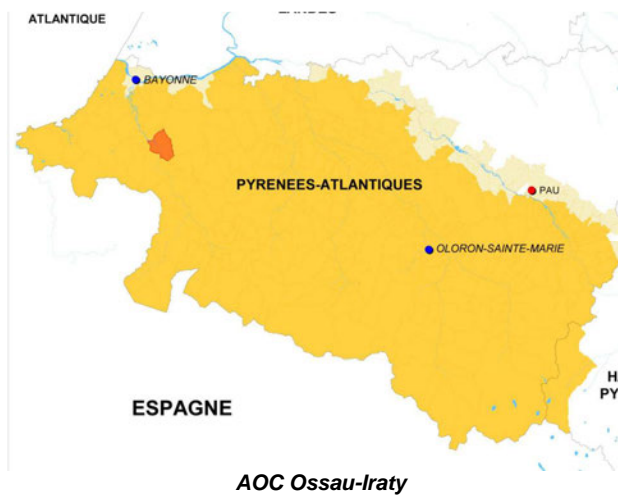 ATLANTIQUE
BAYONNE
PYRENEES-ATLANTIQUES
PAU
OLORON-SAINTE-MARIE
ESPAGNE
AOC Ossau-Iraty